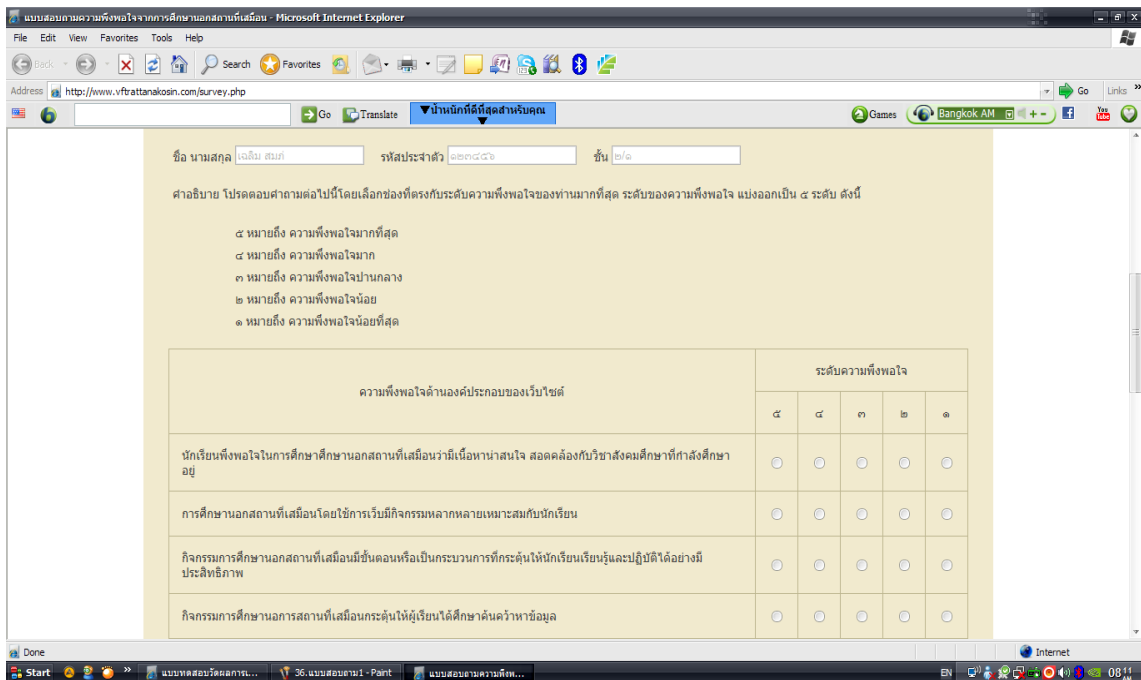 แบบสอบถามความพึงพอใจจากการศึกษานอกสถานที่เสมือน - Microsoft Internet Explorer
File Edit View Favorites Tools Help
Back Search Favorites
Address http://www.vftrattanakosin.com/survey.php Go Links »
Go Translate ▼น้ำหนักที่ดีที่สุดสำหรับคุณ Games Bangkok AM You Tube
ชื่อ นามสกุล เฉลิม สมภ์ รหัสประจำตัว ๑๒๓๔๕๖ ชั้น ๒/๑
คำอธิบาย โปรดตอบคำถามต่อไปนี้โดยเลือกช่องที่ตรงกับระดับความพึงพอใจของท่านมากที่สุด ระดับของความพึงพอใจ แบ่งออกเป็น ๕ ระดับ ดังนี้
๕ หมายถึง ความพึงพอใจมากที่สุด
๔ หมายถึง ความพึงพอใจมาก
๓ หมายถึง ความพึงพอใจปานกลาง
๒ หมายถึง ความพึงพอใจน้อย
๑ หมายถึง ความพึงพอใจน้อยที่สุด
ระดับความพึงพอใจ
ความพึงพอใจด้านองค์ประกอบของเว็บไซต์
๕ ๔ ๓ ๒ ๑
นักเรียนพึงพอใจในการศึกษาศึกษานอกสถานที่เสมือนว่ามีเนื้อหาน่าสนใจ สอดคล้องกับวิชาสังคมศึกษาที่กำลังศึกษา
อยู่
การศึกษานอกสถานที่เสมือนโดยใช้การเว็บมีกิจกรรมหลากหลายเหมาะสมกับนักเรียน
กิจกรรมการศึกษานอกสถานที่เสมือนมีขั้นตอนหรือเป็นกระบวนการที่กระตุ้นให้นักเรียนเรียนรู้และปฏิบัติได้อย่างมี
ประสิทธิภาพ
กิจกรรมการศึกษานอการสถานที่เสมือนกระตุ้นให้ผู้เรียนได้ศึกษาค้นคว้าหาข้อมูล
Done Internet
Start » แบบทดสอบวัดผลการเ... 36.แบบสอบถาม1 - Paint แบบสอบถามความพึงพ... EN 08:11